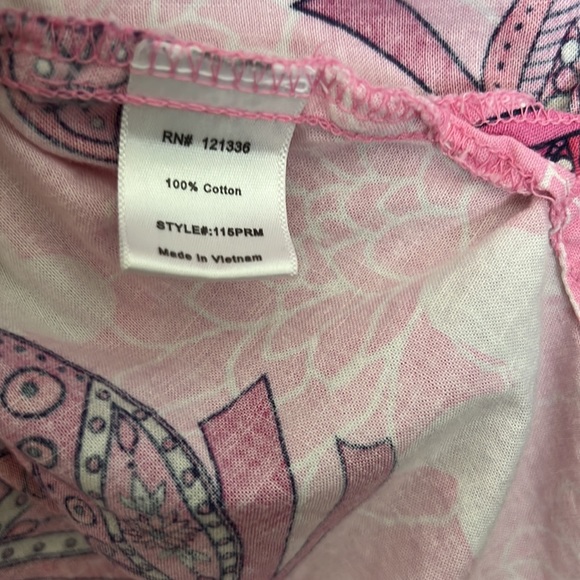 RN# 121336
100% Cotton
STYLE#:115PRM
Made In Vietnam